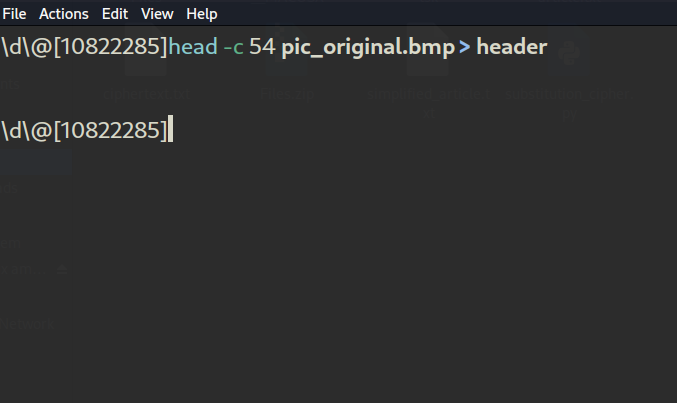 File Actions Edit View Help
\d\@[10822285]head -c 54 pic_original.bmp > header
\d\@[10822285]